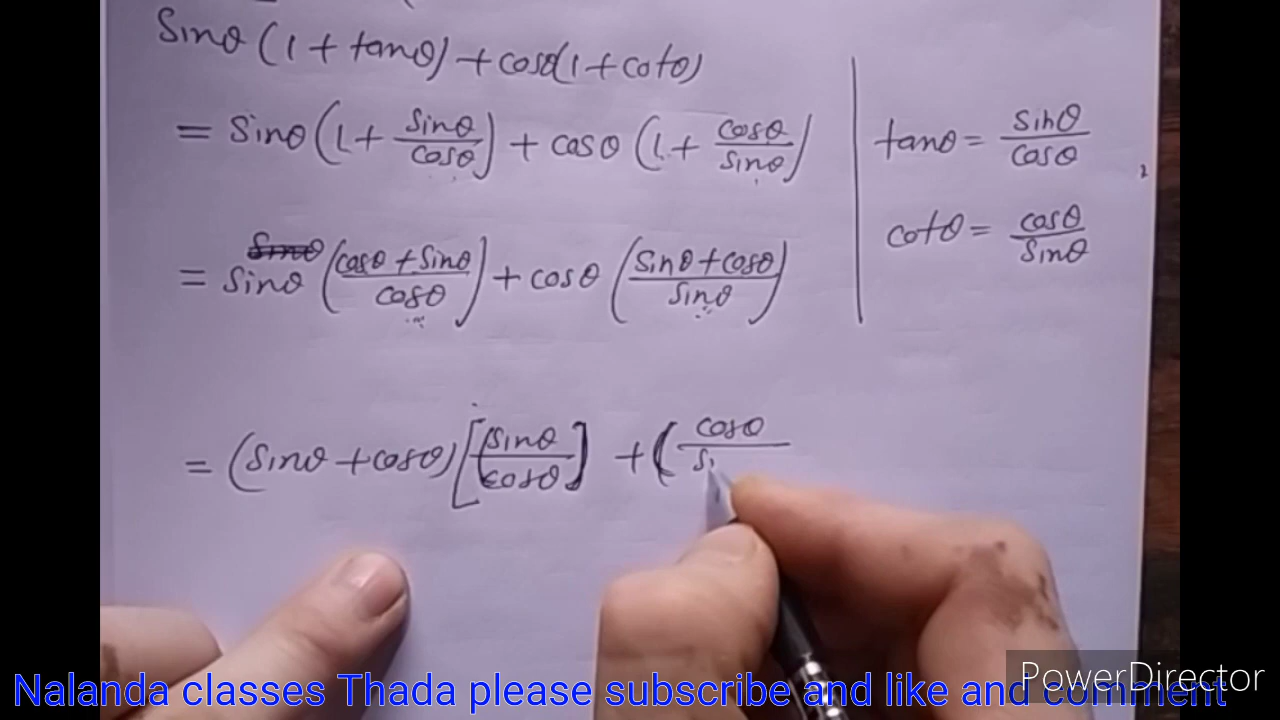 Sinθ (1 + tanθ) + cosθ(1 + cotθ)
= Sinθ (1 + sinθ/cosθ) + cosθ (1 + cosθ/sinθ)
tanθ = sinθ/cosθ
cotθ = cosθ/sinθ
= sinθ (cosθ + sinθ/cosθ) + cosθ (sinθ + cosθ/sinθ)
= (sinθ + cosθ) [(sinθ/cosθ) + (cosθ/si
Nalanda classes Thada please subscribe and like and comment
PowerDirector